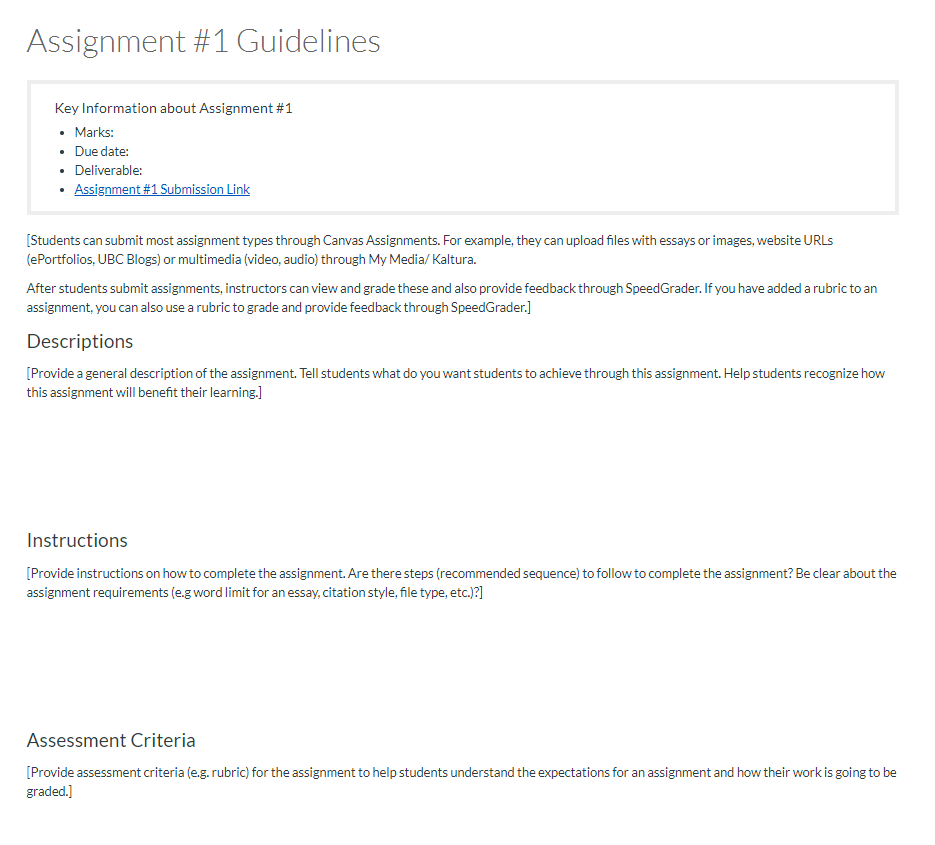 Assignment #1 Guidelines
Key Information about Assignment #1
• Marks:
• Due date:
• Deliverable:
• Assignment #1 Submission Link
[Students can submit most assignment types through Canvas Assignments. For example, they can upload files with essays or images, website URLs
(ePortfolios, UBC Blogs) or multimedia (video, audio) through My Media/ Kaltura.
After students submit assignments, instructors can view and grade these and also provide feedback through SpeedGrader. If you have added a rubric to an
assignment, you can also use a rubric to grade and provide feedback through SpeedGrader.]
Descriptions
[Provide a general description of the assignment. Tell students what do you want students to achieve through this assignment. Help students recognize how
this assignment will benefit their learning.]
Instructions
[Provide instructions on how to complete the assignment. Are there steps (recommended sequence) to follow to complete the assignment? Be clear about the
assignment requirements (e.g word limit for an essay, citation style, file type, etc.)?]
Assessment Criteria
[Provide assessment criteria (e.g. rubric) for the assignment to help students understand the expectations for an assignment and how their work is going to be
graded.]